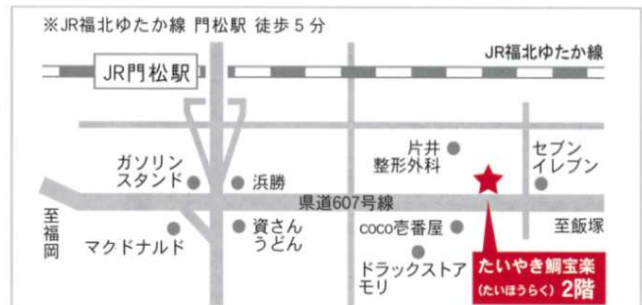 ※JR福北ゆたか線 門松駅 徒歩5分
JR福北ゆたか線
JR門松駅
片井
整形外科
セブン
イレブン
ガソリン
スタンド
浜勝
県道607号線
至福岡
マクドナルド
資さん
うどん
coco壱番屋
至飯塚
ドラックストア
モリ
たいやき鯛宝楽
(たいほうらく) 2階